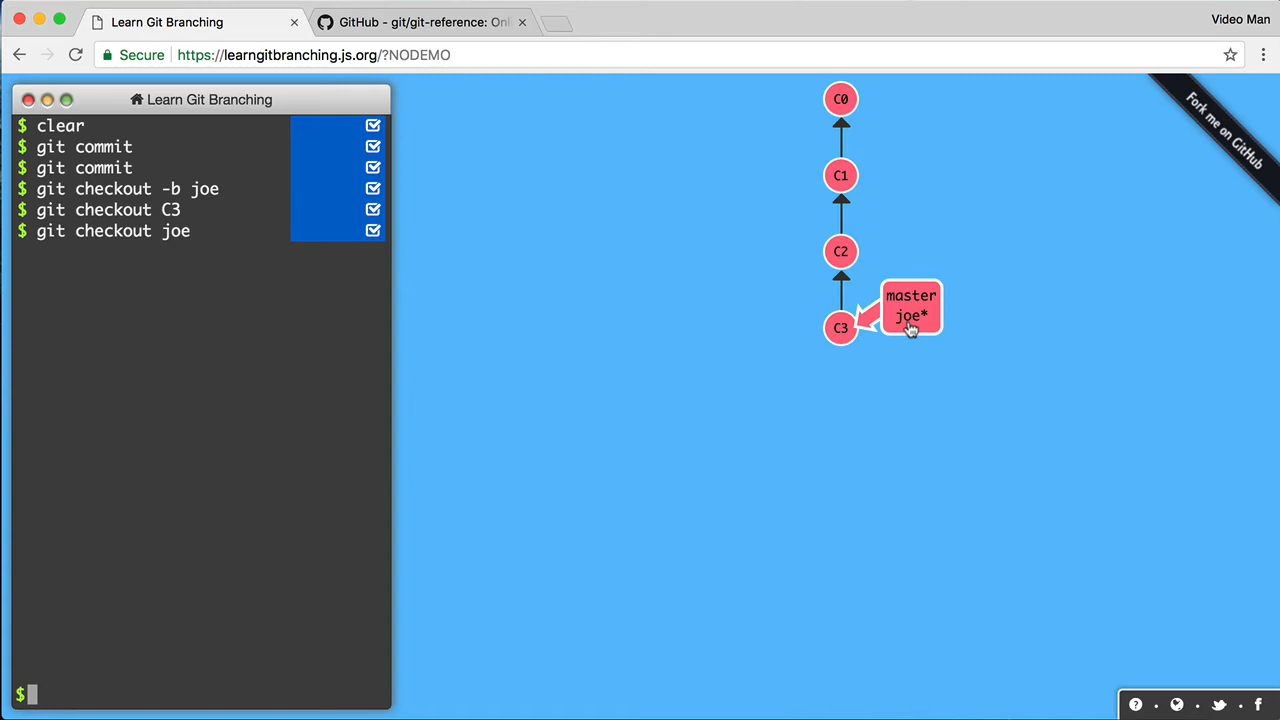 Learn Git Branching
GitHub - git/git-reference: Onl
Video Man
Secure
https://learngitbranching.js.org/?NODEMO
Learn Git Branching
$ clear
$ git commit
$ git commit
$ git checkout -b joe
$ git checkout C3
$ git checkout joe
$
C0
C1
C2
C3
master
joe*
Fork me on GitHub